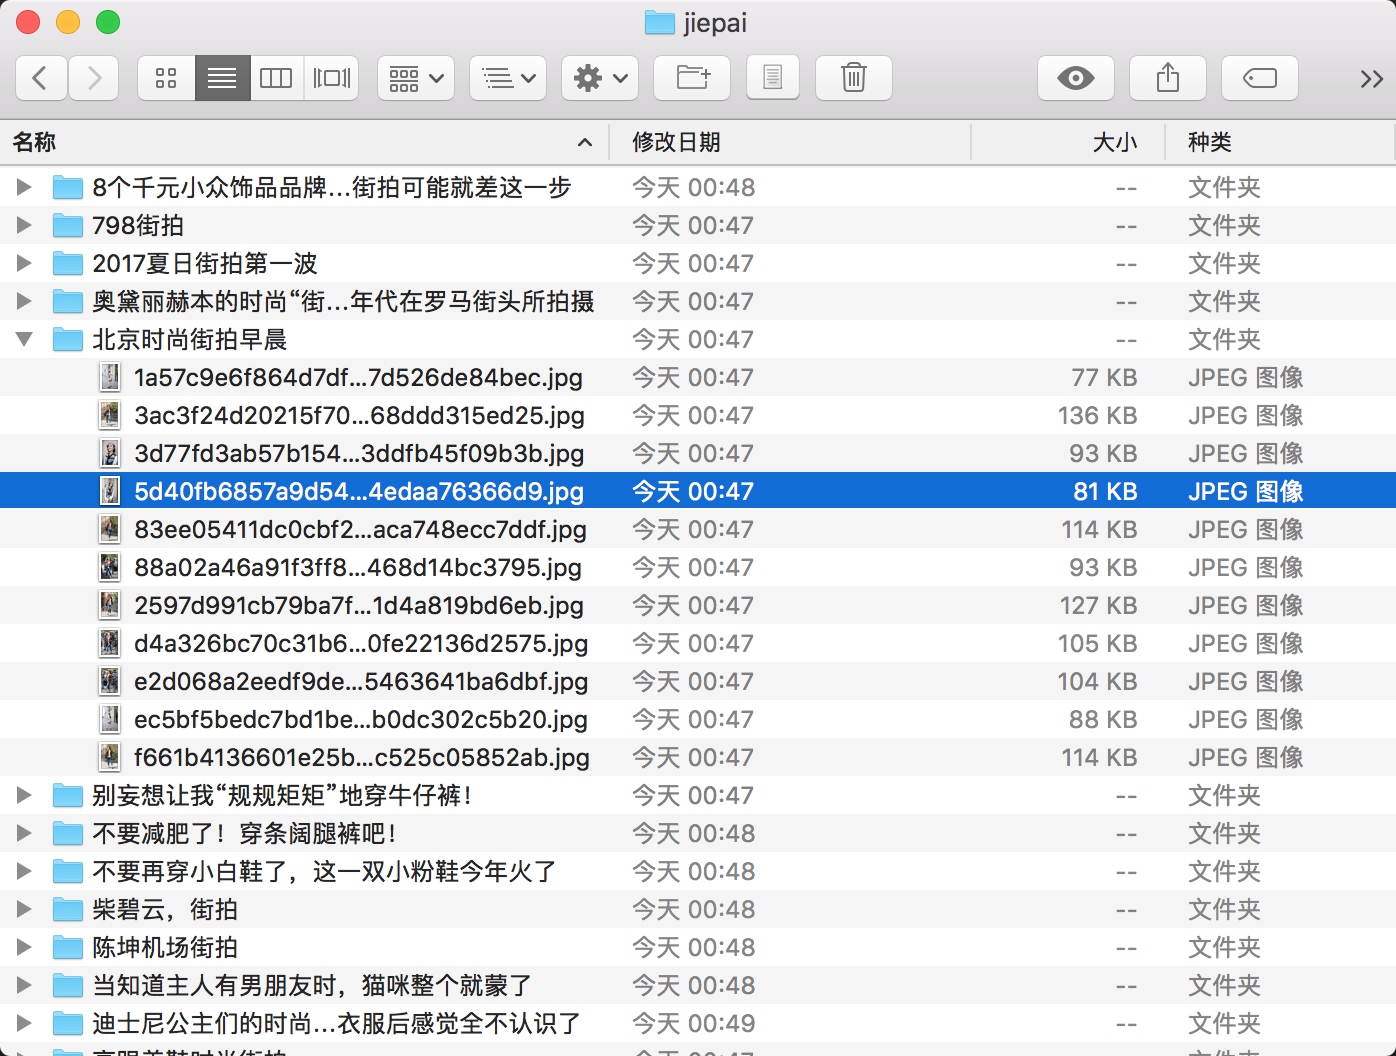 jiepai
名称 修改日期 大小 种类
8个千元小众饰品品牌...街拍可能就差这一步 今天 00:48 -- 文件夹
798街拍 今天 00:47 -- 文件夹
2017夏日街拍第一波 今天 00:47 -- 文件夹
奥黛丽赫本的时尚“街...年代在罗马街头所拍摄 今天 00:47 -- 文件夹
北京时尚街拍早晨 今天 00:47 -- 文件夹
1a57c9e6f864d7df...7d526de84bec.jpg 今天 00:47 77 KB JPEG 图像
3ac3f24d20215f70...68ddd315ed25.jpg 今天 00:47 136 KB JPEG 图像
3d77fd3ab57b154...3ddfb45f09b3b.jpg 今天 00:47 93 KB JPEG 图像
5d40fb6857a9d54...4edaa76366d9.jpg 今天 00:47 81 KB JPEG 图像
83ee05411dc0cbf2...aca748ecc7ddf.jpg 今天 00:47 114 KB JPEG 图像
88a02a46a91f3ff8...468d14bc3795.jpg 今天 00:47 93 KB JPEG 图像
2597d991cb79ba7f...1d4a819bd6eb.jpg 今天 00:47 127 KB JPEG 图像
d4a326bc70c31b6...0fe22136d2575.jpg 今天 00:47 105 KB JPEG 图像
e2d068a2eedf9de...5463641ba6dbf.jpg 今天 00:47 104 KB JPEG 图像
ec5bf5bedc7bd1be...b0dc302c5b20.jpg 今天 00:47 88 KB JPEG 图像
f661b4136601e25b...c525c05852ab.jpg 今天 00:47 114 KB JPEG 图像
别妄想让我“规规矩矩”地穿牛仔裤！ 今天 00:47 -- 文件夹
不要减肥了！穿条阔腿裤吧！ 今天 00:48 -- 文件夹
不要再穿小白鞋了，这一双小粉鞋今年火了 今天 00:48 -- 文件夹
柴碧云，街拍 今天 00:48 -- 文件夹
陈坤机场街拍 今天 00:48 -- 文件夹
当知道主人有男朋友时，猫咪整个就蒙了 今天 00:48 -- 文件夹
迪士尼公主们的时尚...衣服后感觉全不认识了 今天 00:49 -- 文件夹